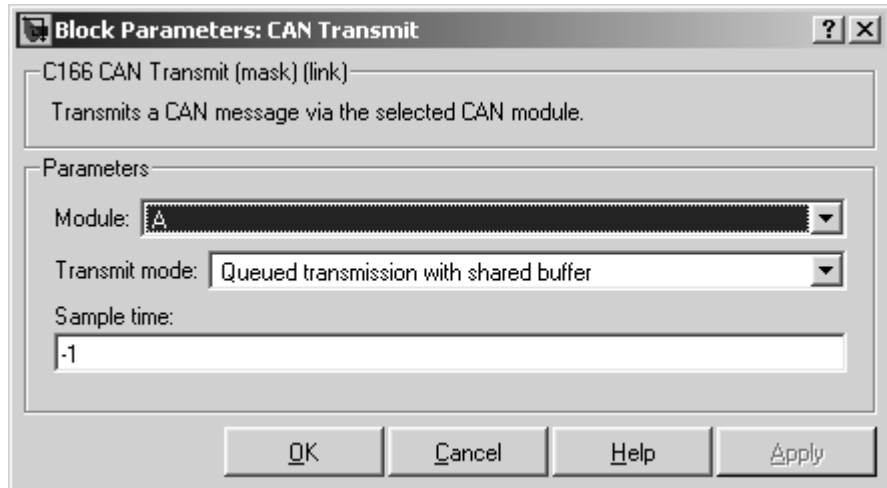 Block Parameters: CAN Transmit
C166 CAN Transmit (mask) (link)
Transmits a CAN message via the selected CAN module.
Parameters
Module: A
Transmit mode: Queued transmission with shared buffer
Sample time:
-1
OK Cancel Help Apply